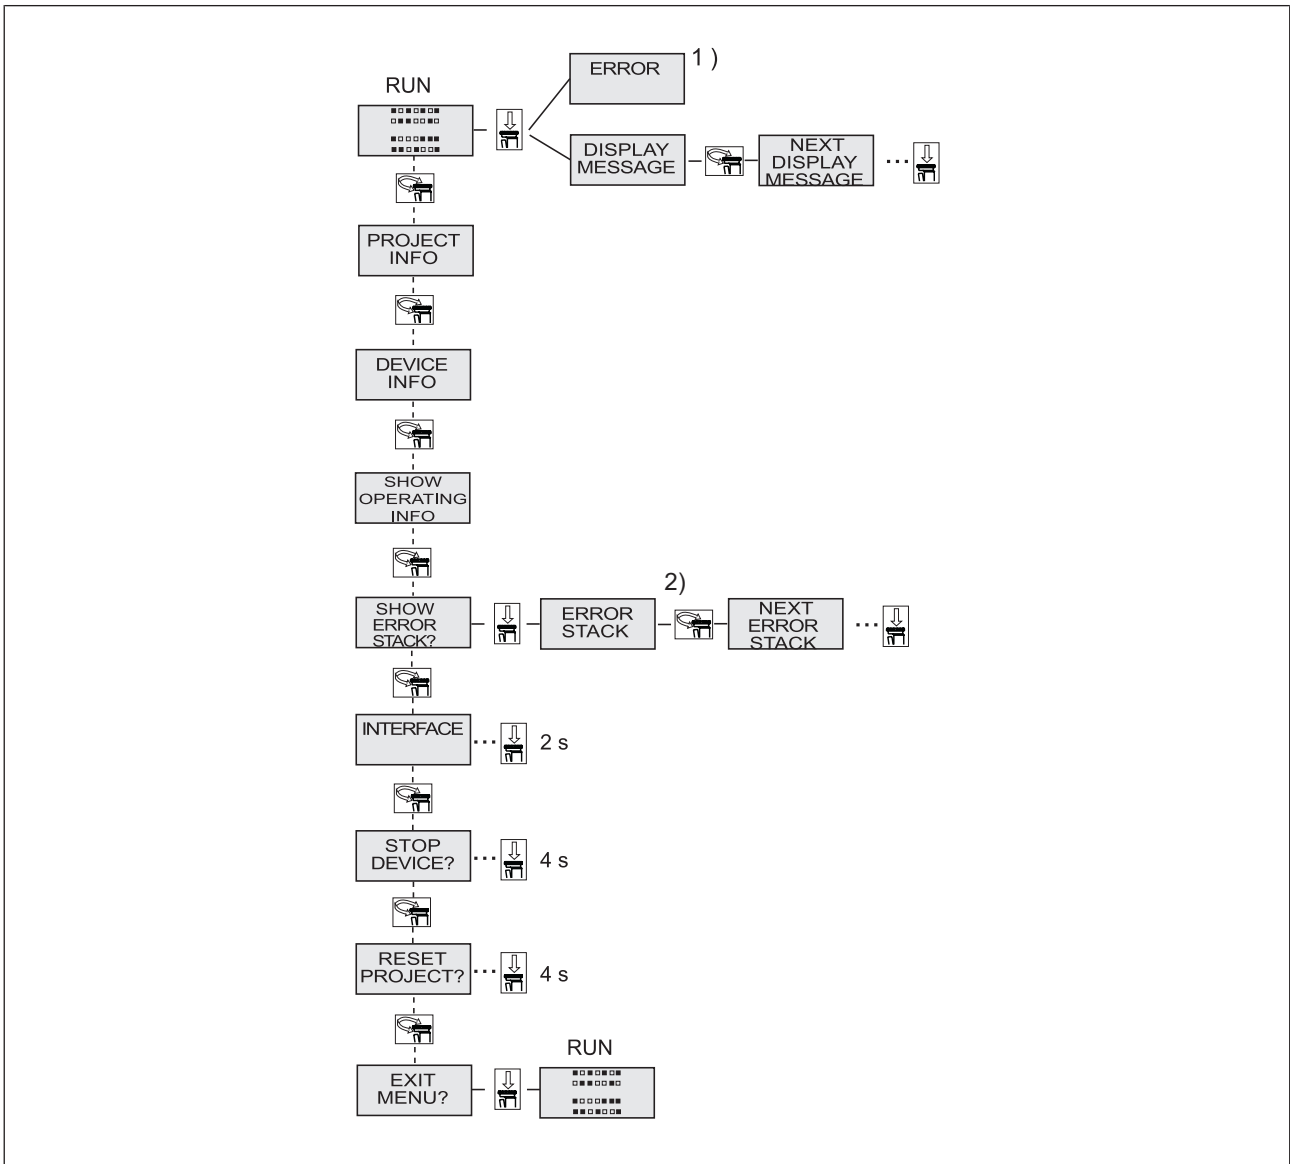 RUN
ERROR
1 )
DISPLAY
MESSAGE
NEXT
DISPLAY
MESSAGE
...
PROJECT
INFO
DEVICE
INFO
SHOW
OPERATING
INFO
SHOW
ERROR
STACK?
ERROR
STACK
2)
NEXT
ERROR
STACK
...
INTERFACE
... 2 s
STOP
DEVICE?
... 4 s
RESET
PROJECT?
... 4 s
EXIT
MENU?
RUN